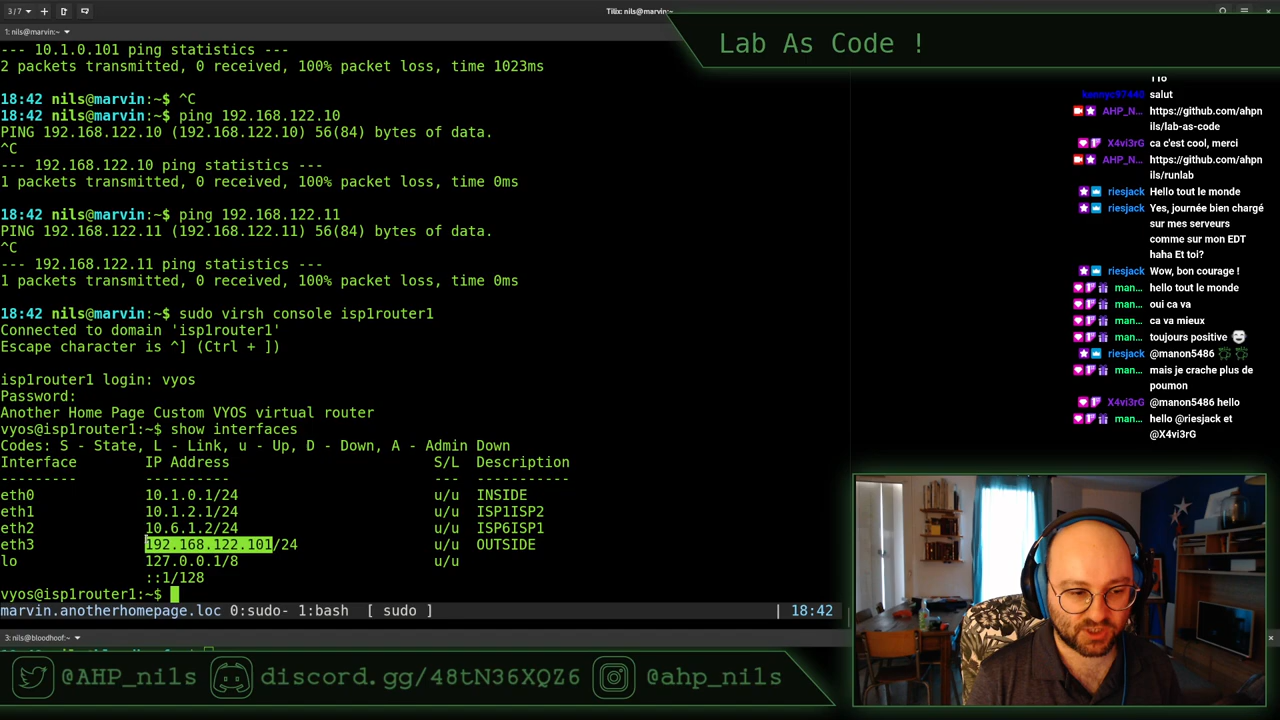 3 / 7
Tilix: nils@marvin:~
1: nils@marvin:~
--- 10.1.0.101 ping statistics ---
2 packets transmitted, 0 received, 100% packet loss, time 1023ms
18:42 nils@marvin:~$ ^C
18:42 nils@marvin:~$ ping 192.168.122.10
PING 192.168.122.10 (192.168.122.10) 56(84) bytes of data.
^C
--- 192.168.122.10 ping statistics ---
1 packets transmitted, 0 received, 100% packet loss, time 0ms
18:42 nils@marvin:~$ ping 192.168.122.11
PING 192.168.122.11 (192.168.122.11) 56(84) bytes of data.
^C
--- 192.168.122.11 ping statistics ---
1 packets transmitted, 0 received, 100% packet loss, time 0ms
18:42 nils@marvin:~$ sudo virsh console isp1router1
Connected to domain 'isp1router1'
Escape character is ^] (Ctrl + ])
isp1router1 login: vyos
Password:
Another Home Page Custom VYOS virtual router
vyos@isp1router1:~$ show interfaces
Codes: S - State, L - Link, u - Up, D - Down, A - Admin Down
Interface IP Address S/L Description
--------- ---------- --- -----------
eth0 10.1.0.1/24 u/u INSIDE
eth1 10.1.2.1/24 u/u ISP1ISP2
eth2 10.6.1.2/24 u/u ISP6ISP1
eth3 192.168.122.101/24 u/u OUTSIDE
lo 127.0.0.1/8 u/u
::1/128
vyos@isp1router1:~$
marvin.anotherhomepage.loc 0:sudo- 1:bash [ sudo ] | 18:42
3: nils@bloodhoof:~
Lab As Code !
salut
AHP_N... https://github.com/ahpn
ils/lab-as-code
X4vi3rG ca c'est cool, merci
AHP_N... https://github.com/ahpn
ils/runlab
riesjack Hello tout le monde
riesjack Yes, journée bien chargé
sur mes serveurs
comme sur mon EDT
haha Et toi?
riesjack Wow, bon courage !
man... hello tout le monde
man... oui ca va
man... ca va mieux
man... toujours positive
riesjack @manon5486
man... mais je crache plus de
poumon
X4vi3rG @manon5486 hello
man... hello @riesjack et
@X4vi3rG
@AHP_nils discord.gg/48tN36XQZ6 @ahp_nils